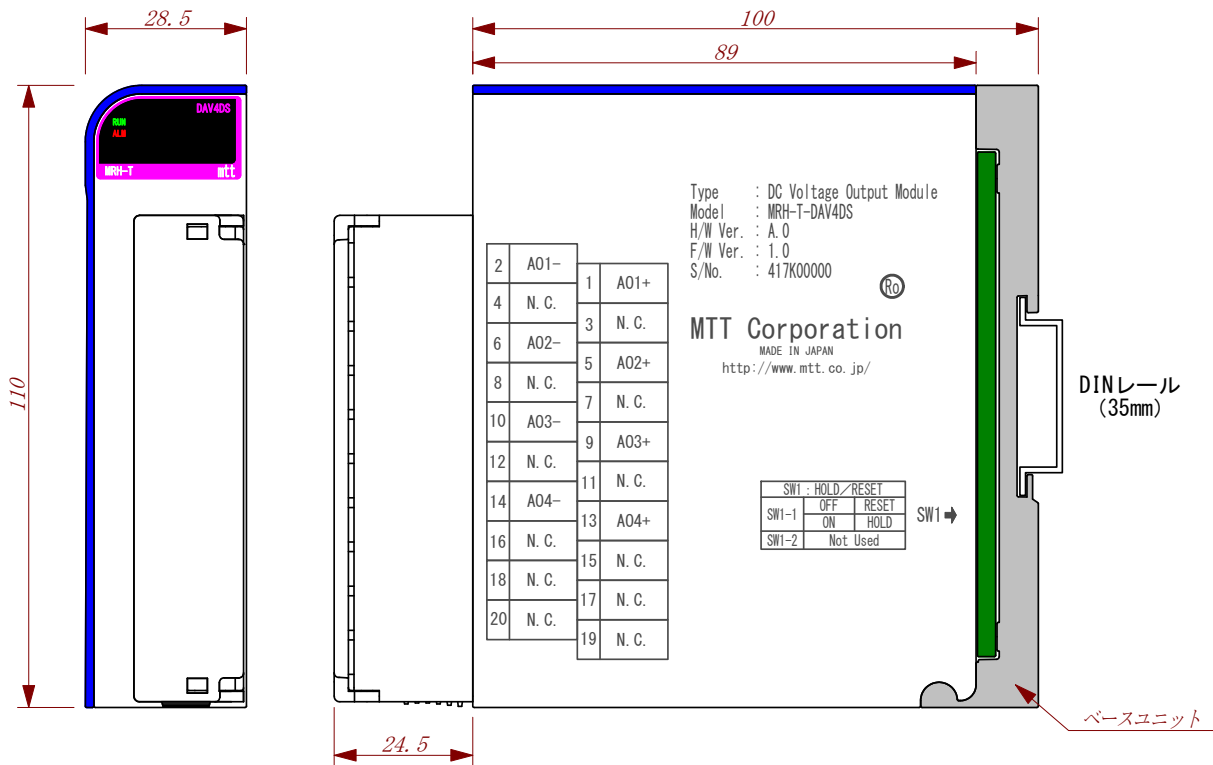 28.5
100
89
110
24.5
DAV4DS
RUN
ALM
MRH-T
mtt
Type : DC Voltage Output Module
Model : MRH-T-DAV4DS
H/W Ver. : A.0
F/W Ver. : 1.0
S/No. : 417K00000
Ro
MTT Corporation
MADE IN JAPAN
http://www.mtt.co.jp/
2 AO1-
1 AO1+
4 N.C.
3 N.C.
6 AO2-
5 AO2+
8 N.C.
7 N.C.
10 AO3-
9 AO3+
12 N.C.
11 N.C.
14 AO4-
13 AO4+
16 N.C.
15 N.C.
18 N.C.
17 N.C.
20 N.C.
19 N.C.
SW1 : HOLD／RESET
SW1-1 OFF RESET
ON HOLD
SW1-2 Not Used
SW1➡
DINレール
(35mm)
ベースユニット